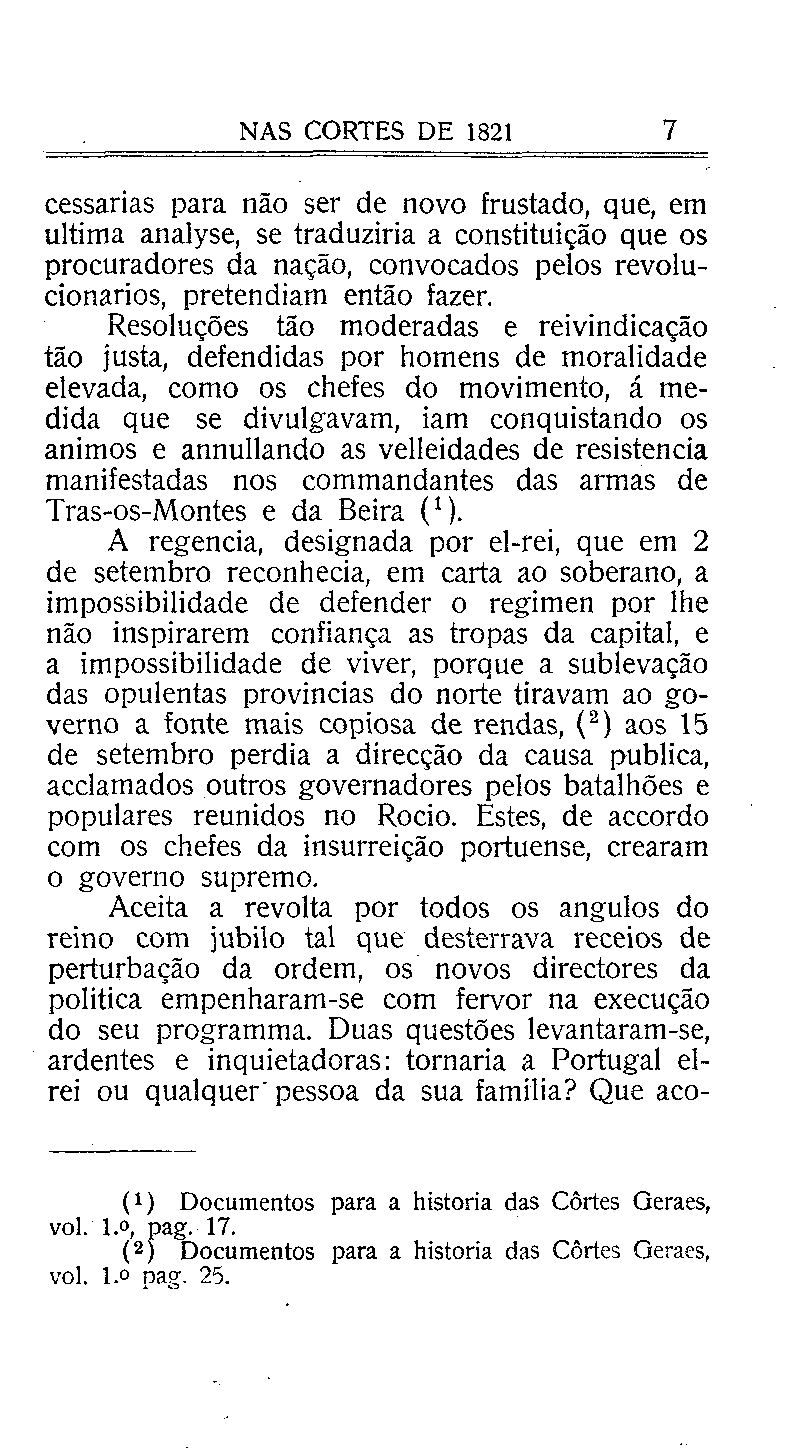 NAS CORTES DE 1821 7
cessarias para não ser de novo frustado, que, em
ultima analyse, se traduziria a constituição que os
procuradores da nação, convocados pelos revolu-
cionarios, pretendiam então fazer.
Resoluções tão moderadas e reivindicação
tão justa, defendidas por homens de moralidade
elevada, como os chefes do movimento, á me-
dida que se divulgavam, iam conquistando os
animos e annullando as velleidades de resistencia
manifestadas nos commandantes das armas de
Tras-os-Montes e da Beira (¹).
A regencia, designada por el-rei, que em 2
de setembro reconhecia, em carta ao soberano, a
impossibilidade de defender o regimen por lhe
não inspirarem confiança as tropas da capital, e
a impossibilidade de viver, porque a sublevação
das opulentas provincias do norte tiravam ao go-
verno a fonte mais copiosa de rendas, (²) aos 15
de setembro perdia a direcção da causa publica,
acclamados outros governadores pelos batalhões e
populares reunidos no Rocio. Estes, de accordo
com os chefes da insurreição portuense, crearam
o governo supremo.
Aceita a revolta por todos os angulos do
reino com jubilo tal que desterrava receios de
perturbação da ordem, os novos directores da
politica empenharam-se com fervor na execução
do seu programma. Duas questões levantaram-se,
ardentes e inquietadoras: tornaria a Portugal el-
rei ou qualquer pessoa da sua familia? Que aco-
(¹) Documentos para a historia das Côrtes Geraes,
vol. 1.º, pag. 17.
(²) Documentos para a historia das Côrtes Geraes,
vol. 1.º pag. 25.